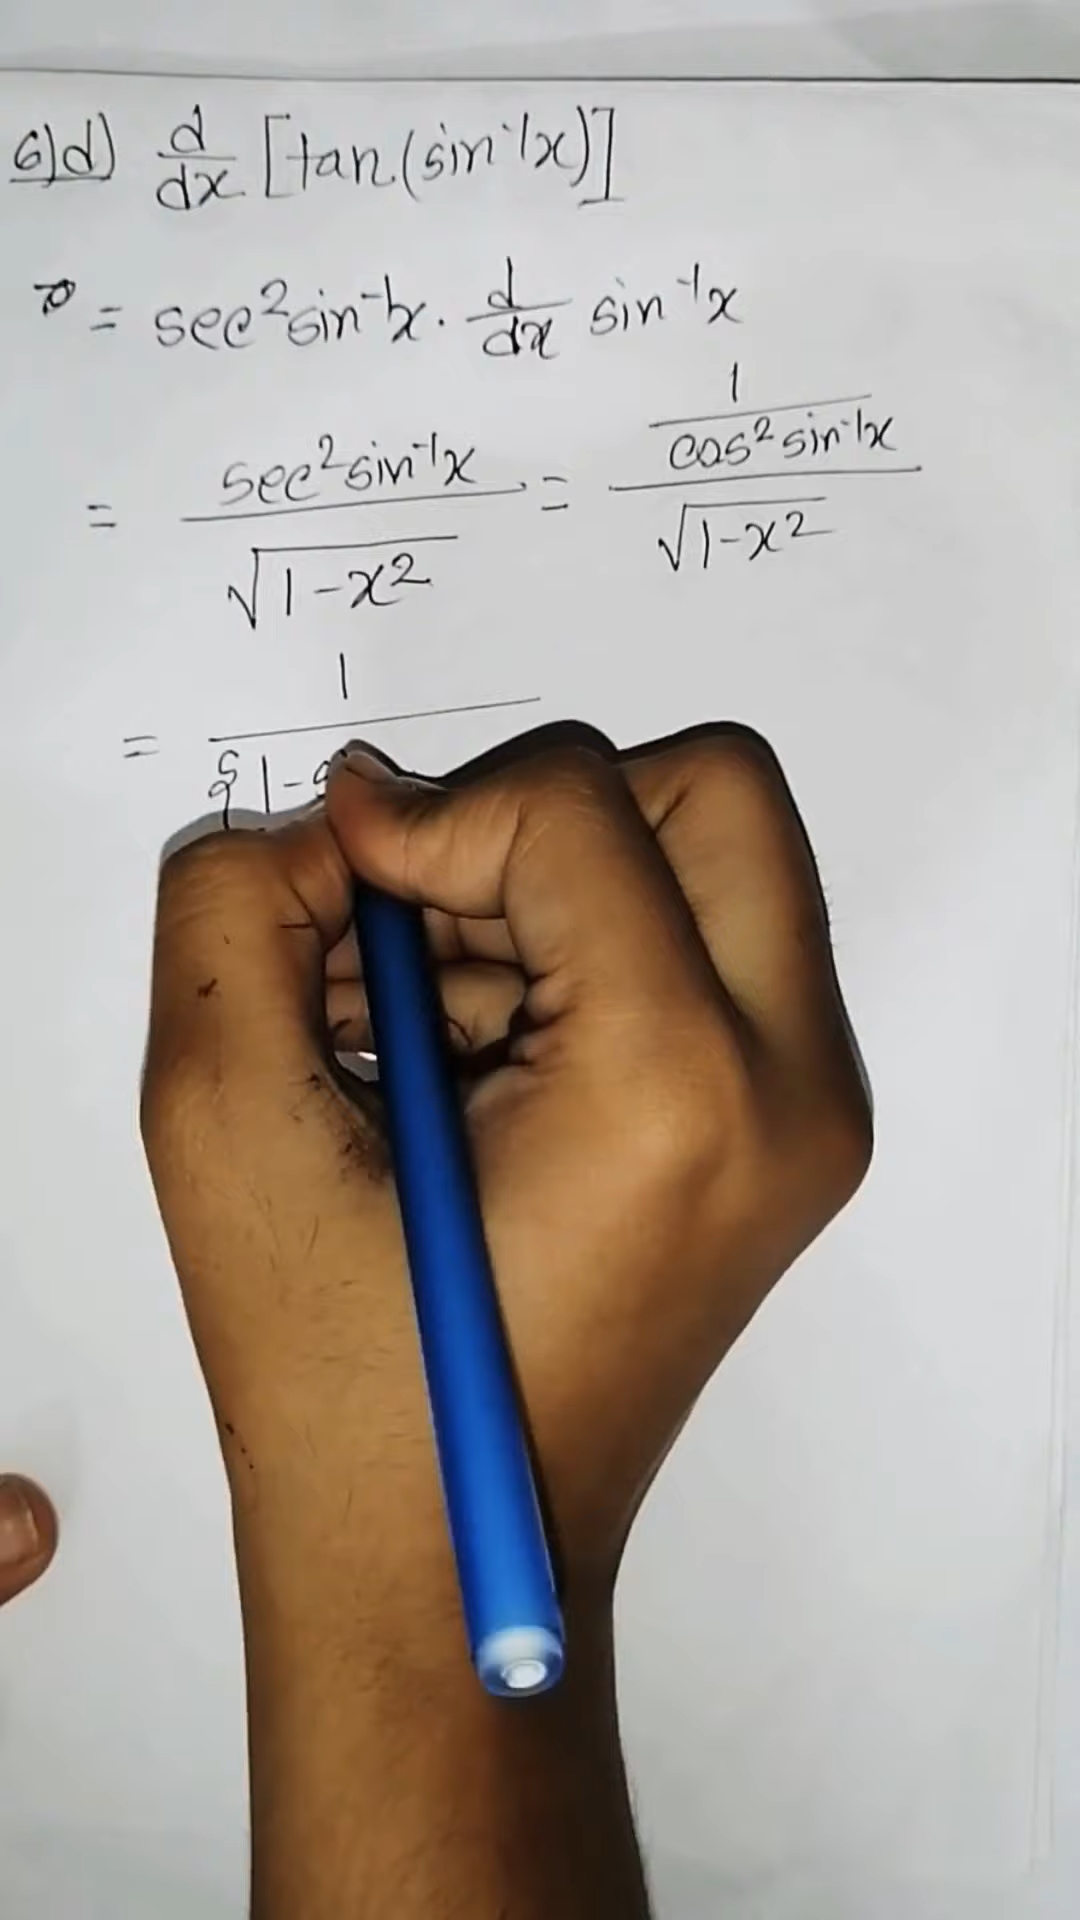 6)d) d/dx [tan(sin⁻¹x)]
= sec²sin⁻¹x · d/dx sin⁻¹x
= sec²sin⁻¹x / √1-x² = 1/cos²sin⁻¹x / √1-x²
= 1 / {1-